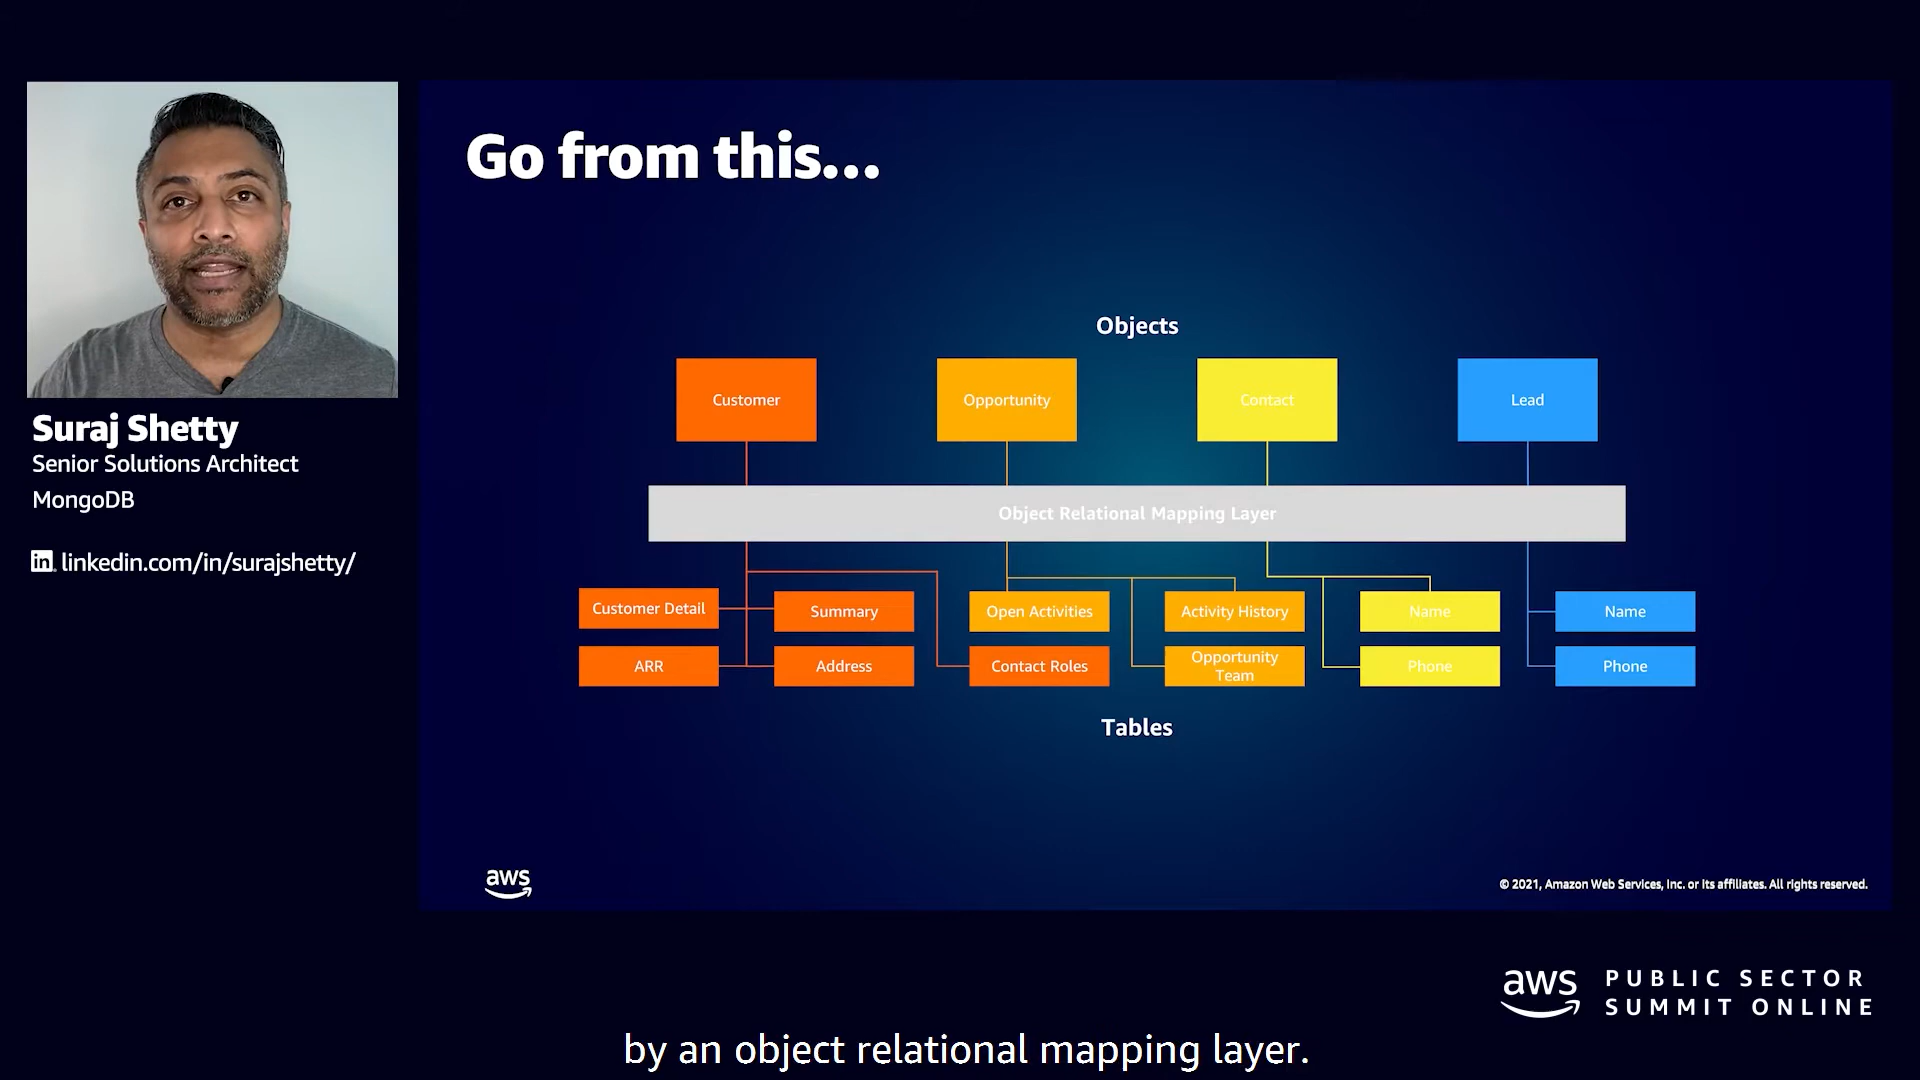 Go from this...
Suraj Shetty
Senior Solutions Architect
MongoDB
in linkedin.com/in/surajshetty/
Objects
Customer
Opportunity
Contact
Lead
Object Relational Mapping Layer
Customer Detail
Summary
Open Activities
Activity History
Name
Name
ARR
Address
Contact Roles
Opportunity
Team
Phone
Phone
Tables
aws
© 2021, Amazon Web Services, Inc. or its affiliates. All rights reserved.
aws
PUBLIC SECTOR
SUMMIT ONLINE
by an object relational mapping layer.